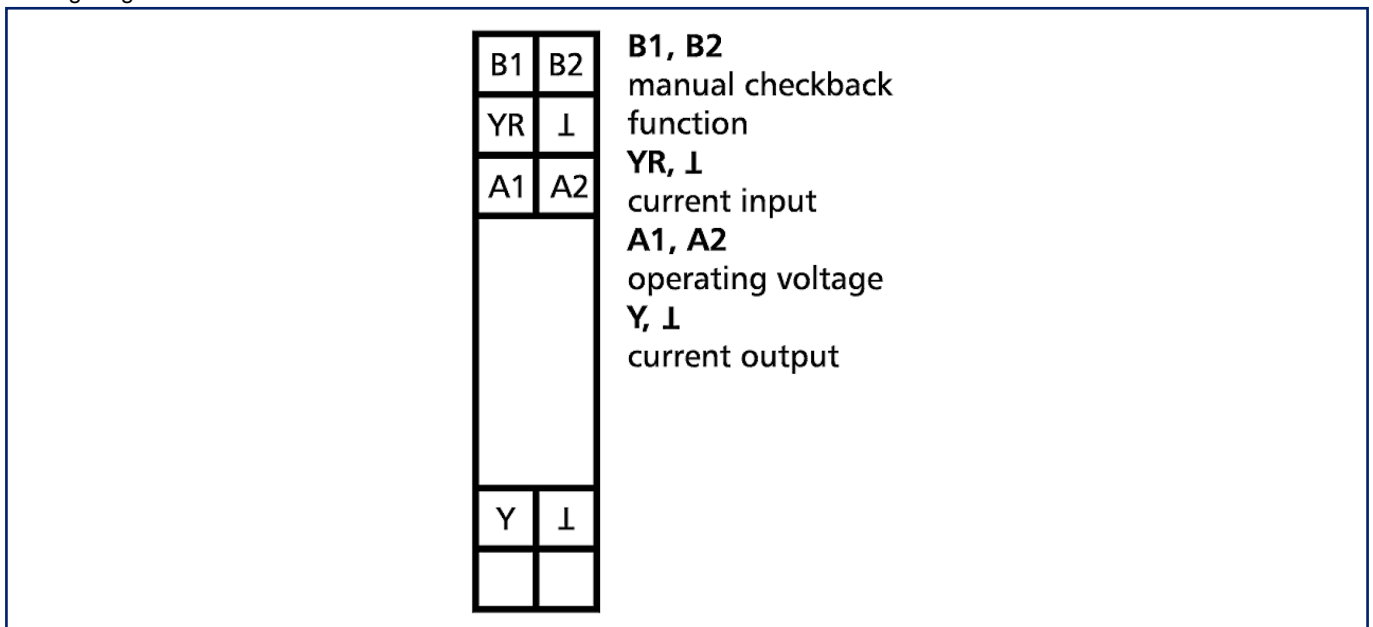 B1 B2
YR ⊥
A1 A2
Y ⊥
B1, B2
manual checkback
function
YR, ⊥
current input
A1, A2
operating voltage
Y, ⊥
current output